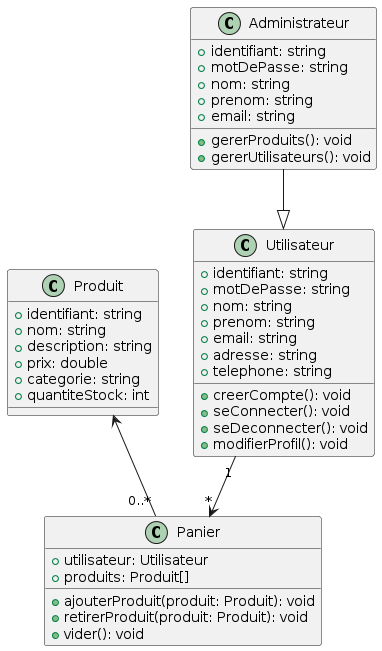 C Administrateur
identifiant: string
motDePasse: string
nom: string
prenom: string
email: string
gererProduits(): void
gererUtilisateurs(): void
C Utilisateur
identifiant: string
motDePasse: string
nom: string
prenom: string
email: string
adresse: string
telephone: string
creerCompte(): void
seConnecter(): void
seDeconnecter(): void
modifierProfil(): void
C Produit
identifiant: string
nom: string
description: string
prix: double
categorie: string
quantiteStock: int
1
0..*
*
C Panier
utilisateur: Utilisateur
produits: Produit[]
ajouterProduit(produit: Produit): void
retirerProduit(produit: Produit): void
vider(): void